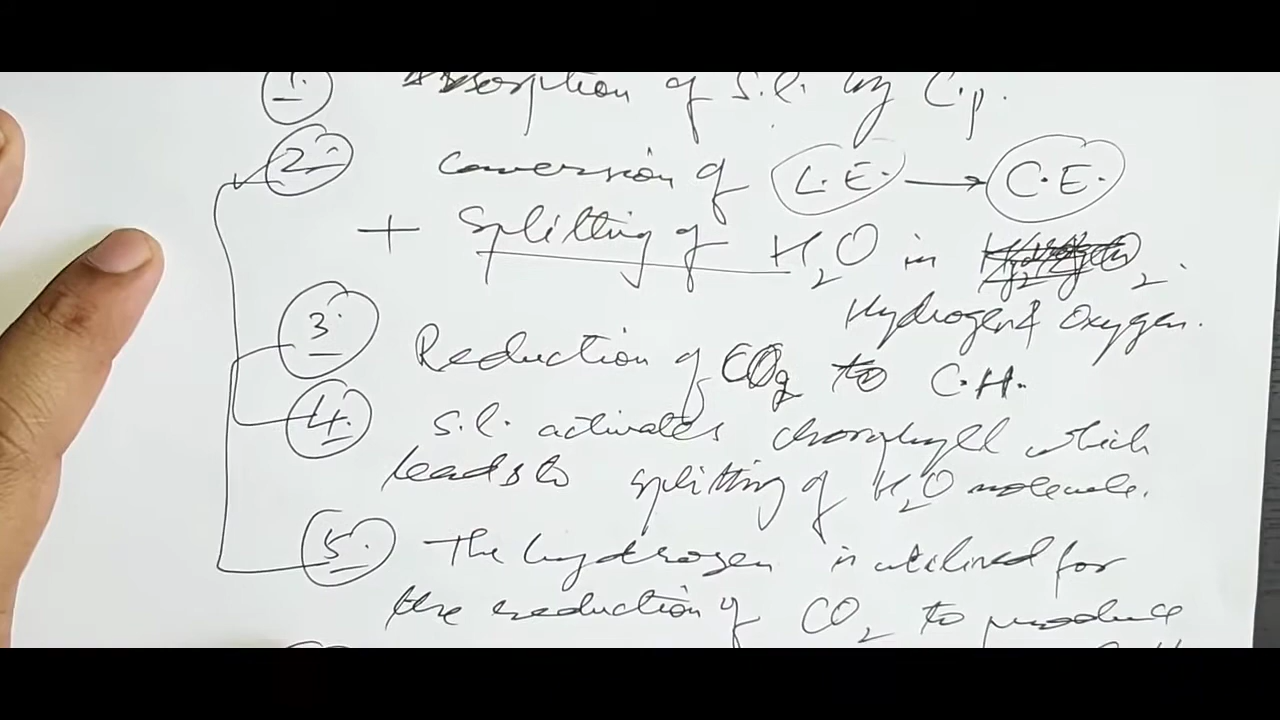 1. Absorption of S.l. by C.p.
2. Conversion of L.E. → C.E.
+ Splitting of H₂O in
Hydrogen & Oxygen.
3. Reduction of CO₂ to C.H.
4. S.l. activates chorophyll which
leads to splitting of H₂O molecule.
5. The hydrogen is utilised for
the reduction of CO₂ to produce